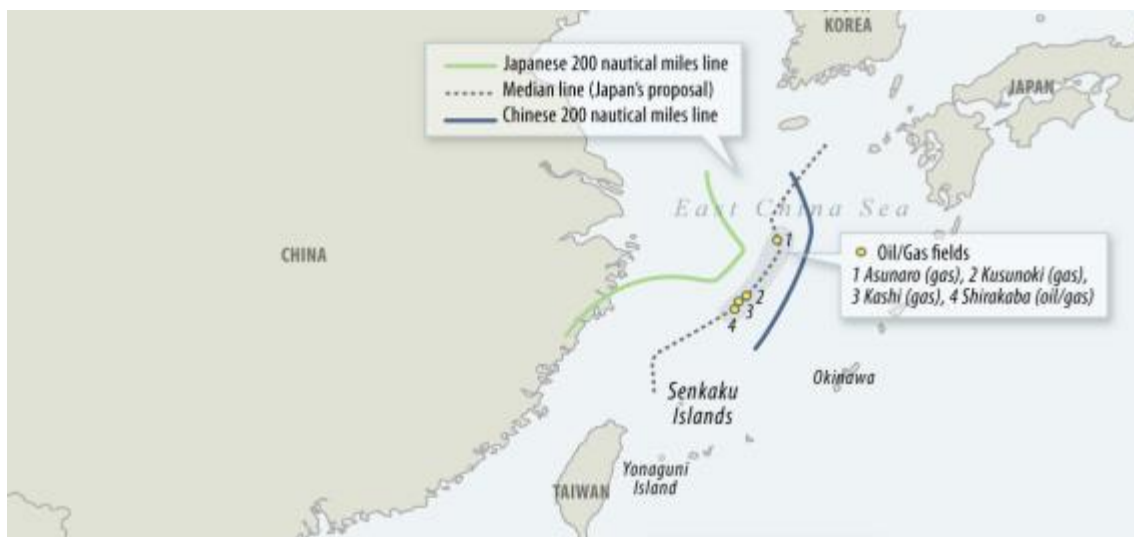 KOREA
Japanese 200 nautical miles line
Median line (Japan's proposal)
Chinese 200 nautical miles line
JAPAN
East China Sea
CHINA
1
Oil/Gas fields
1 Asunaro (gas), 2 Kusunoki (gas),
3 Kashi (gas), 4 Shirakaba (oil/gas)
2
3
4
Okinawa
Senkaku
Islands
Yonaguni
Island
TAIWAN